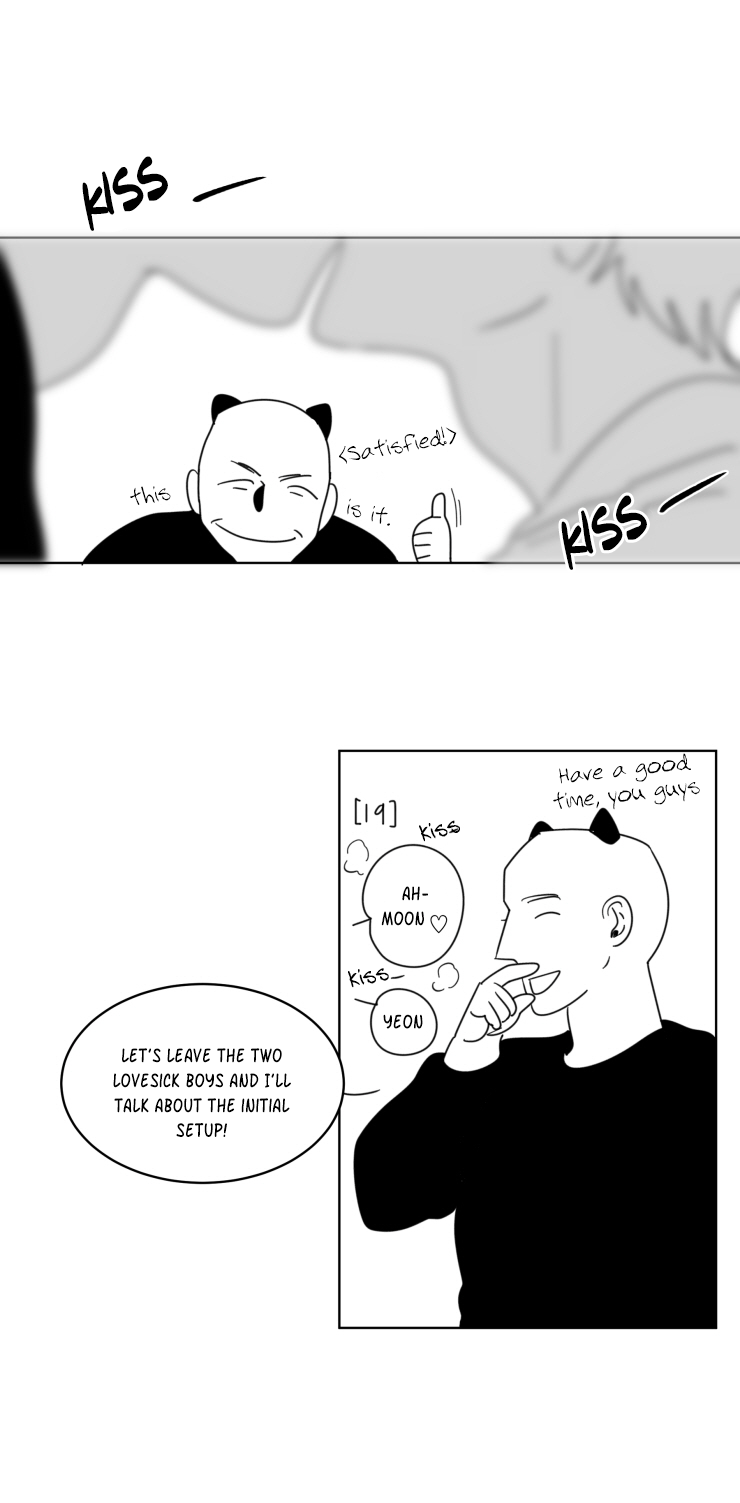 KISS —
<Satisfied!>
this
is it.
KISS —
Have a good
time, you guys
[19]
kiss
AH-
MOON ♡
kiss—
YEON
LET'S LEAVE THE TWO
LOVESICK BOYS AND I'LL
TALK ABOUT THE INITIAL
SETUP!